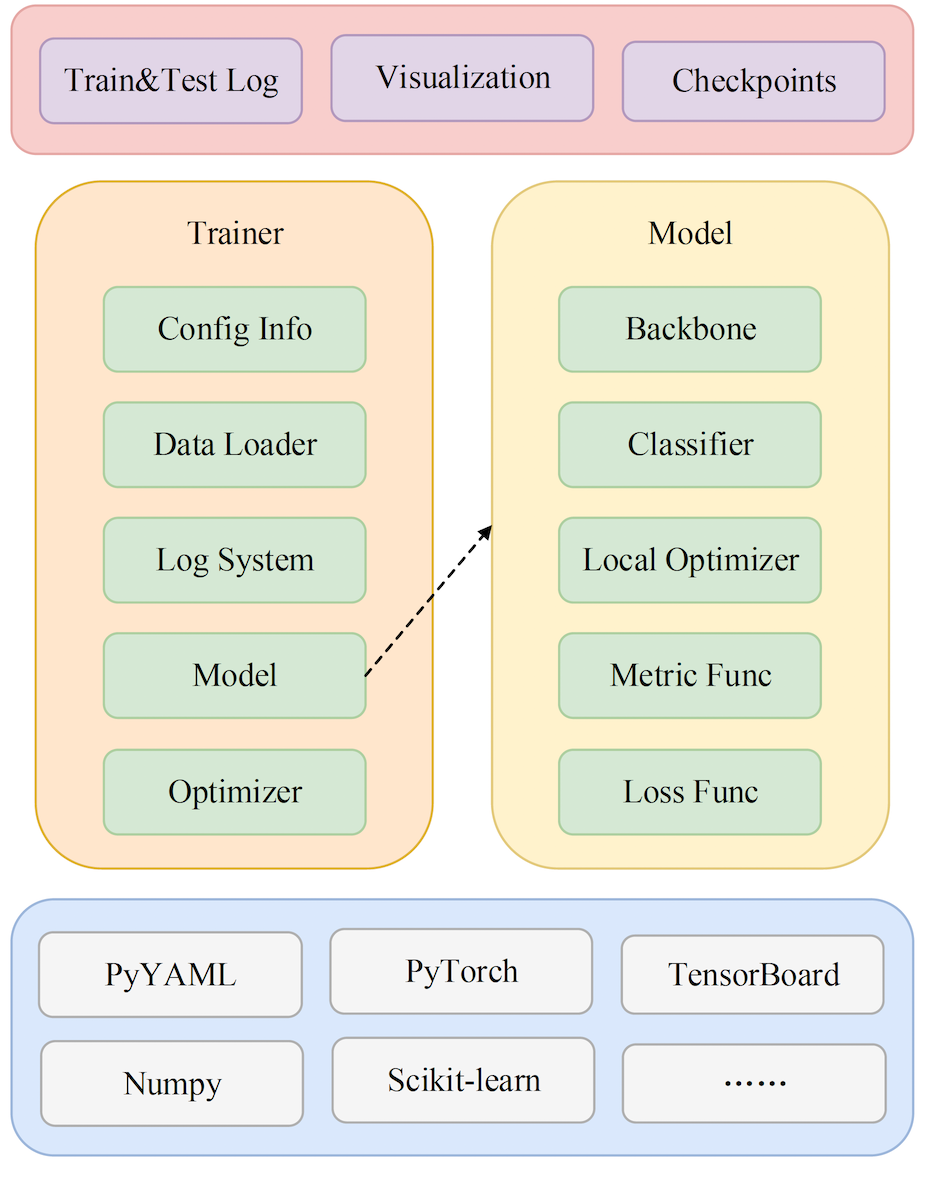 Train&Test Log
Visualization
Checkpoints
Trainer
Config Info
Data Loader
Log System
Model
Optimizer
Model
Backbone
Classifier
Local Optimizer
Metric Func
Loss Func
PyYAML
PyTorch
TensorBoard
Numpy
Scikit-learn
······